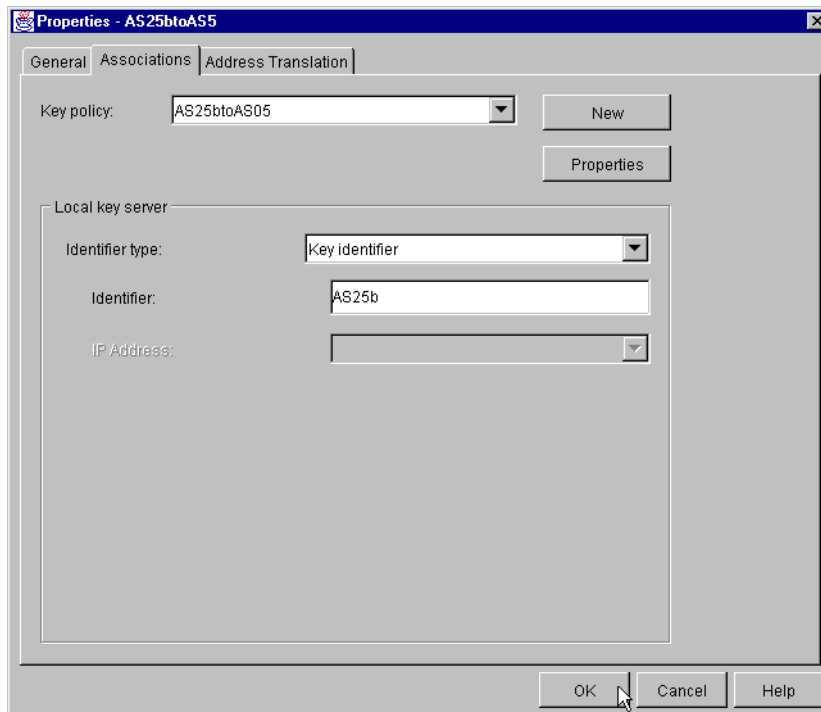 Properties - AS25btoAS5
General Associations Address Translation
Key policy: AS25btoAS05 New
Properties
Local key server
Identifier type: Key identifier
Identifier: AS25b
IP Address:
OK Cancel Help